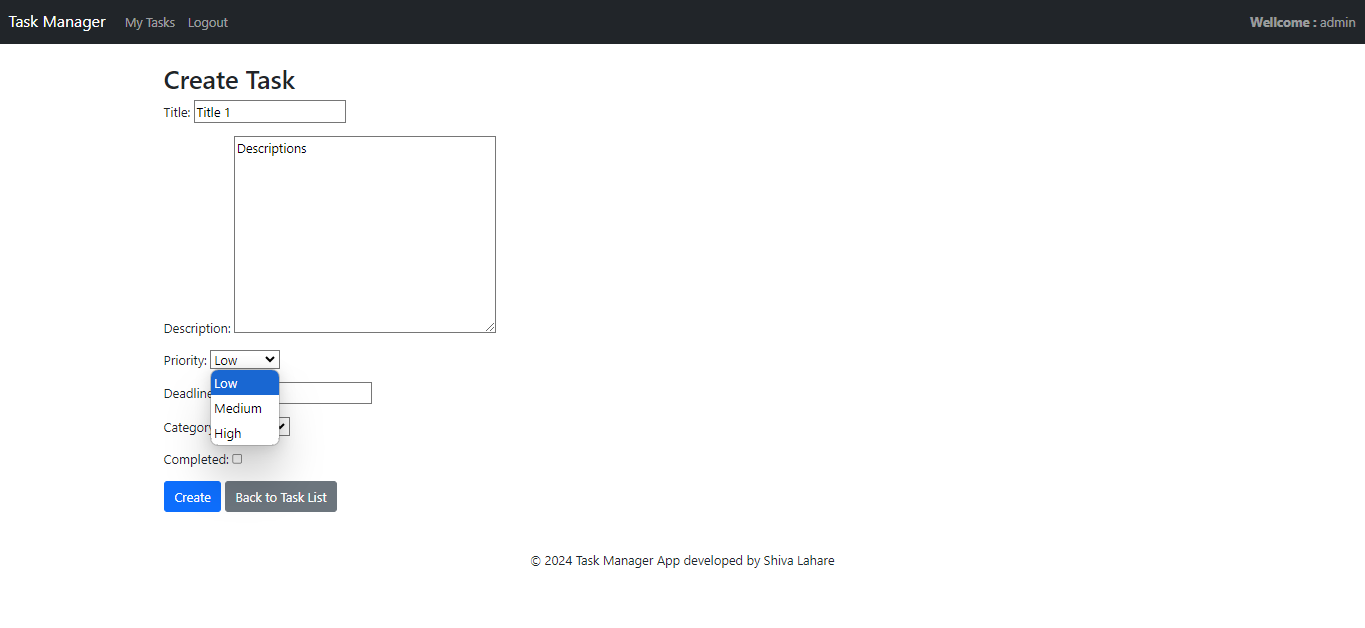 Task Manager My Tasks Logout Wellcome : admin
Create Task
Title: Title 1
Descriptions
Description:
Priority: Low
Low
Deadline
Medium
Category
High
Completed:
Create Back to Task List
© 2024 Task Manager App developed by Shiva Lahare